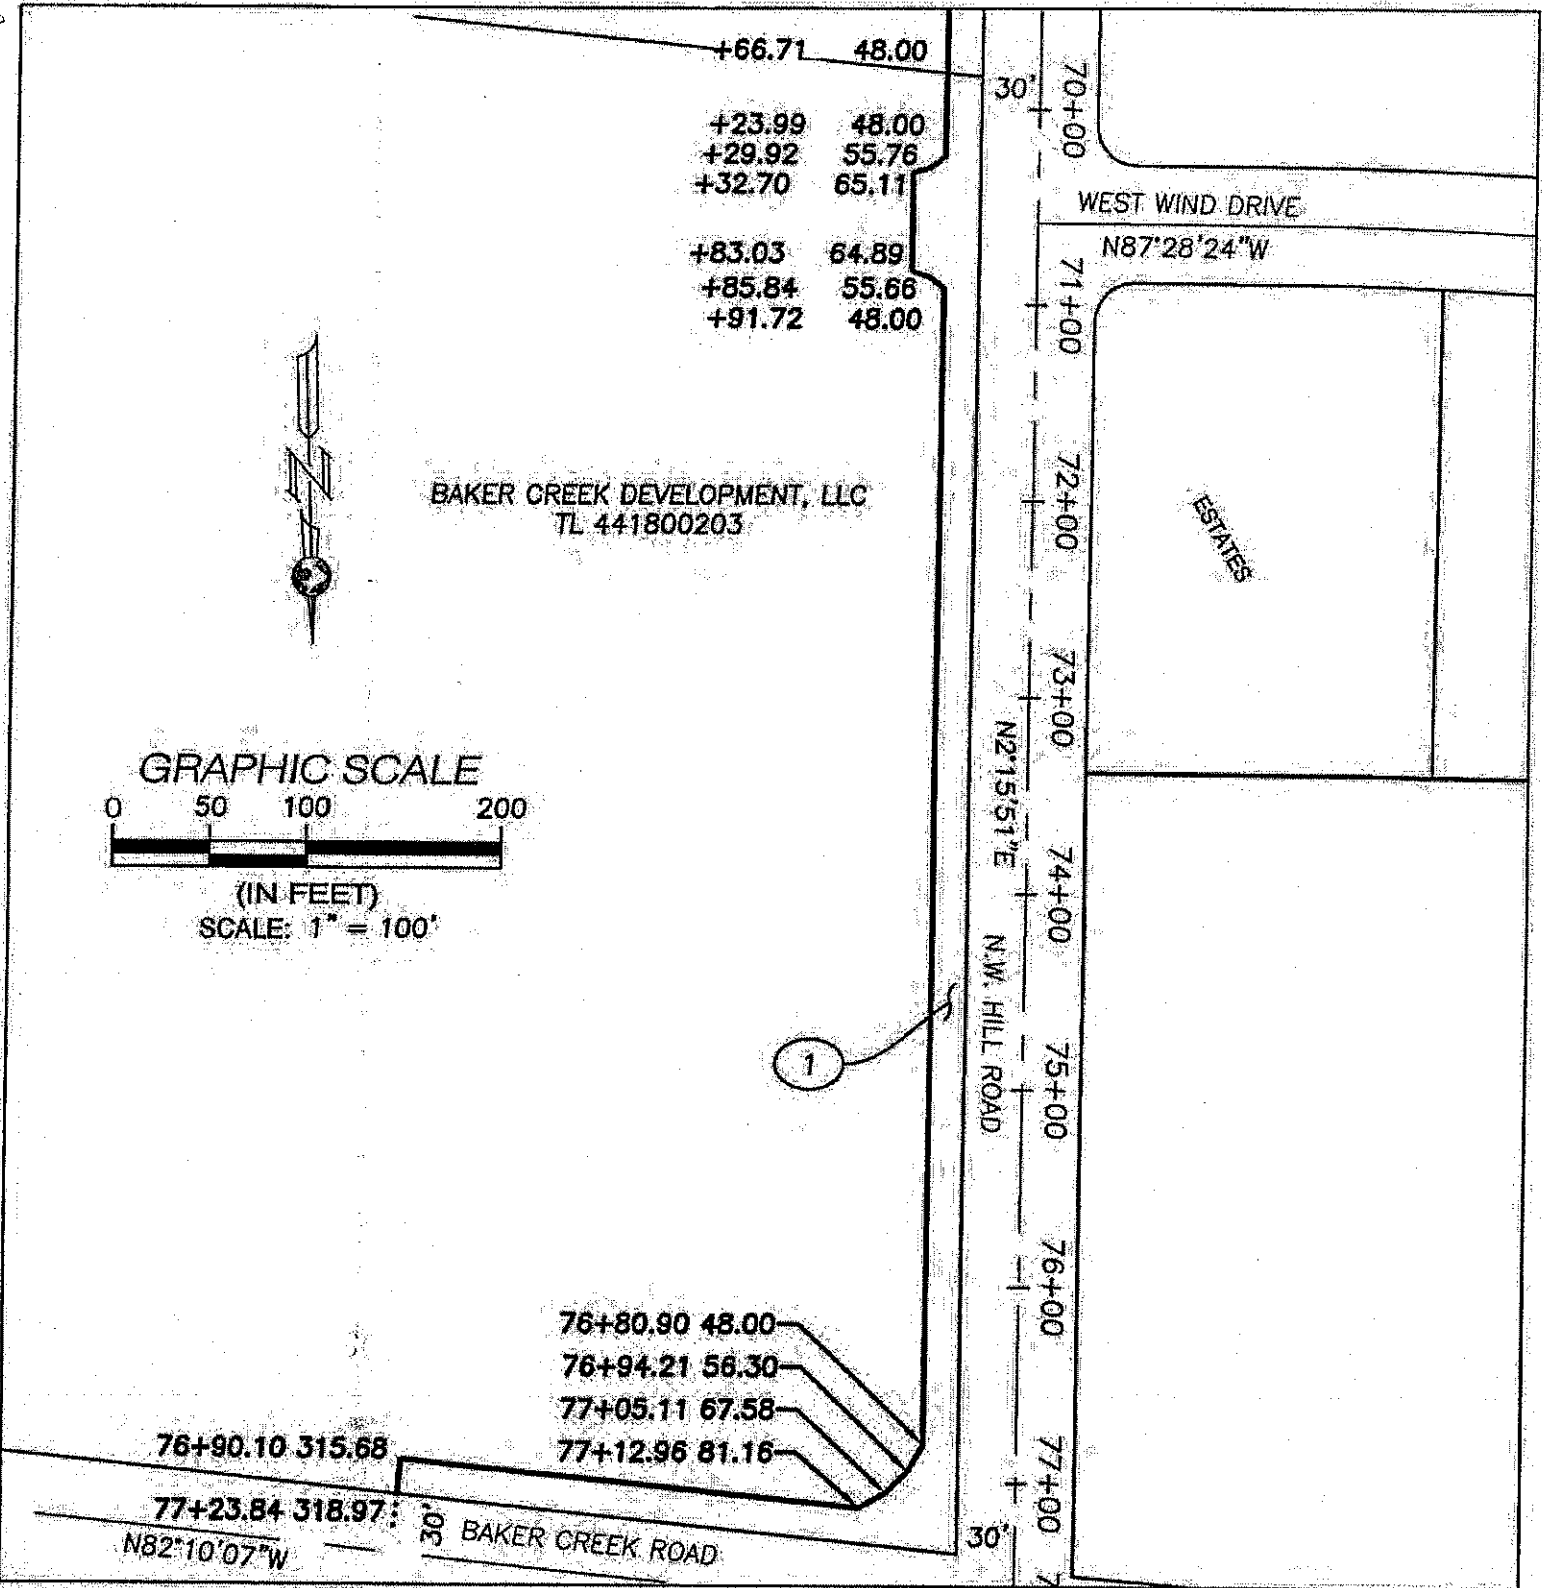 +66.71 48.00
30'
70+00
+23.99 48.00
+29.92 55.76
+32.70 65.11
WEST WIND DRIVE
N87°28'24"W
+83.03 64.89
+85.84 55.66
+91.72 48.00
71+00
72+00
N
BAKER CREEK DEVELOPMENT, LLC
TL 441800203
ESTATES
73+00
N2°15'51"E
GRAPHIC SCALE
0 50 100 200
(IN FEET)
SCALE: 1" = 100'
74+00
N.W. HILL ROAD
1
75+00
76+00
76+80.90 48.00
76+94.21 56.30
77+05.11 67.58
77+12.96 81.16
76+90.10 315.68
77+23.84 318.97
77+00
30'
BAKER CREEK ROAD
30'
N82°10'07"W
7